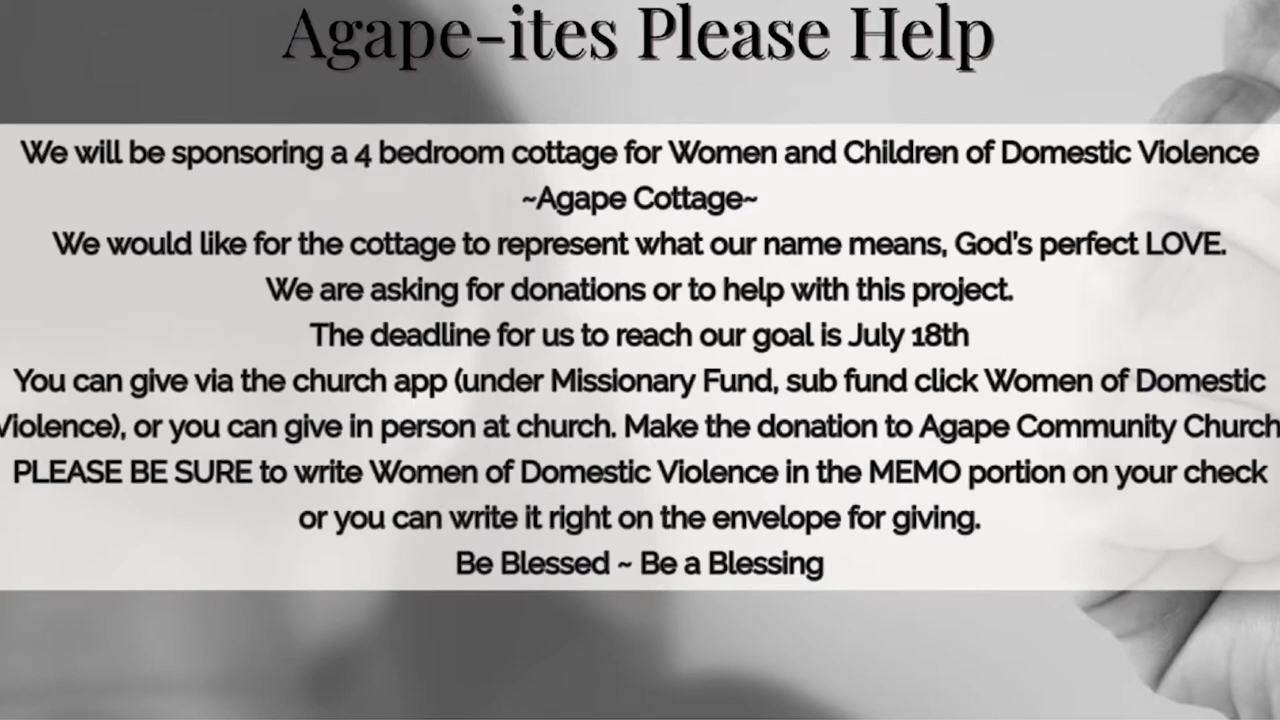 Agape-ites Please Help
We will be sponsoring a 4 bedroom cottage for Women and Children of Domestic Violence
~Agape Cottage~
We would like for the cottage to represent what our name means, God's perfect LOVE.
We are asking for donations or to help with this project.
The deadline for us to reach our goal is July 18th
You can give via the church app (under Missionary Fund, sub fund click Women of Domestic
Violence), or you can give in person at church. Make the donation to Agape Community Church
PLEASE BE SURE to write Women of Domestic Violence in the MEMO portion on your check
or you can write it right on the envelope for giving.
Be Blessed ~ Be a Blessing